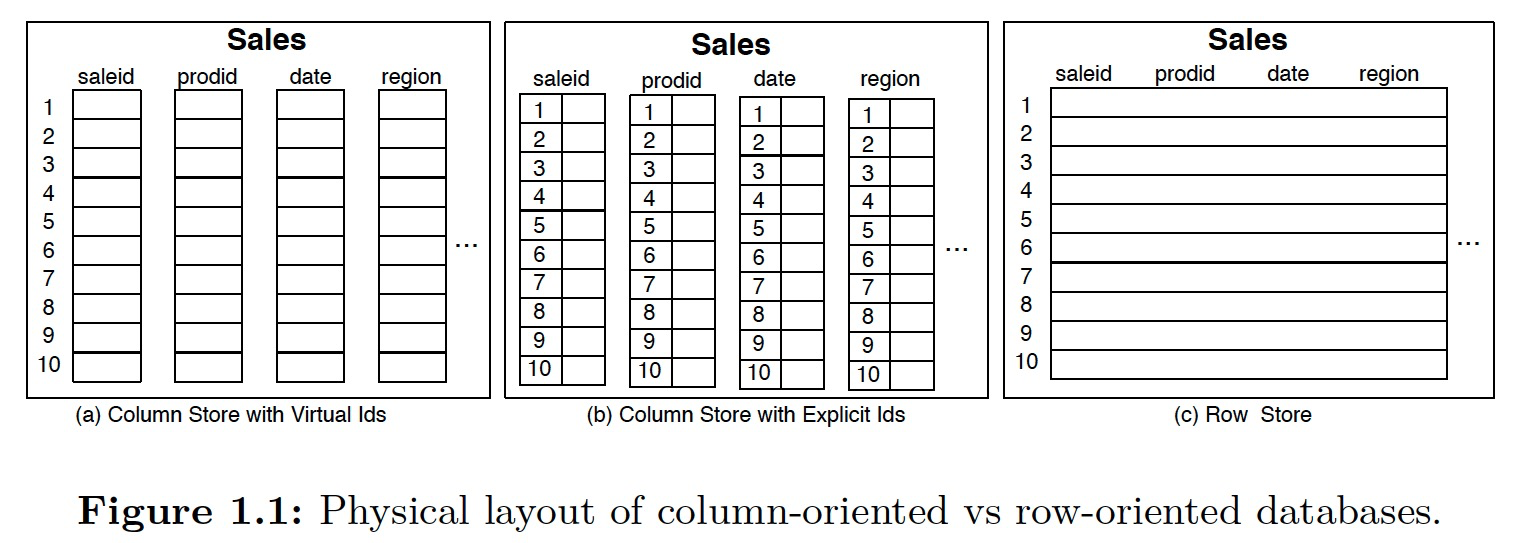 Sales
saleid prodid date region
1
2
3
4
5
6
7
8
9
10
...
(a) Column Store with Virtual Ids
Sales
saleid prodid date region
1 1 1 1
2 2 2 2
3 3 3 3
4 4 4 4
5 5 5 5
6 6 6 6
7 7 7 7
8 8 8 8
9 9 9 9
10 10 10 10
...
(b) Column Store with Explicit Ids
Sales
saleid prodid date region
1
2
3
4
5
6
7
8
9
10
...
(c) Row Store
Figure 1.1: Physical layout of column-oriented vs row-oriented databases.